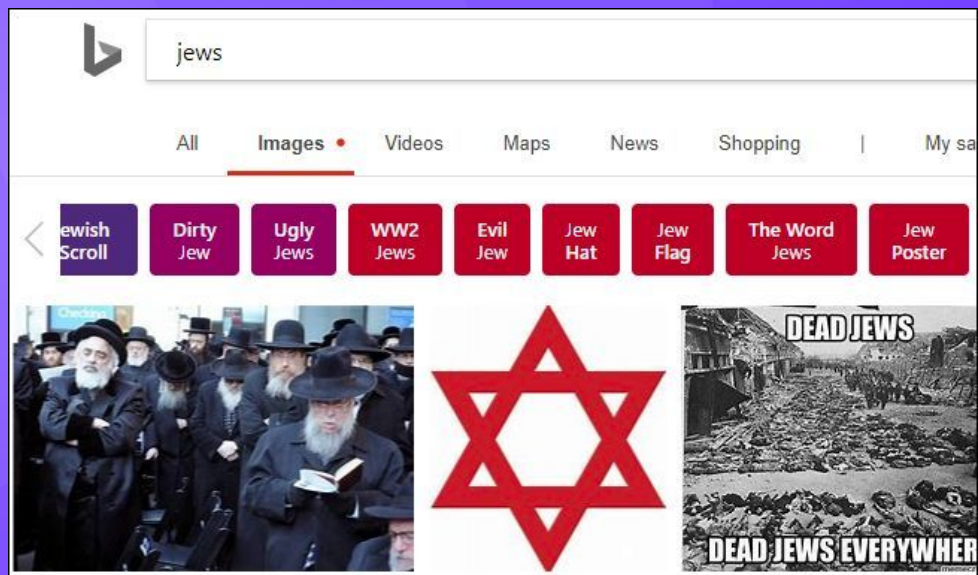 jews
All Images Videos Maps News Shopping | My sa
ewish
Scroll
Dirty
Jew
Ugly
Jews
WW2
Jews
Evil
Jew
Jew
Hat
Jew
Flag
The Word
Jews
Jew
Poster
Checking
DEAD JEWS
DEAD JEWS EVERYWHER